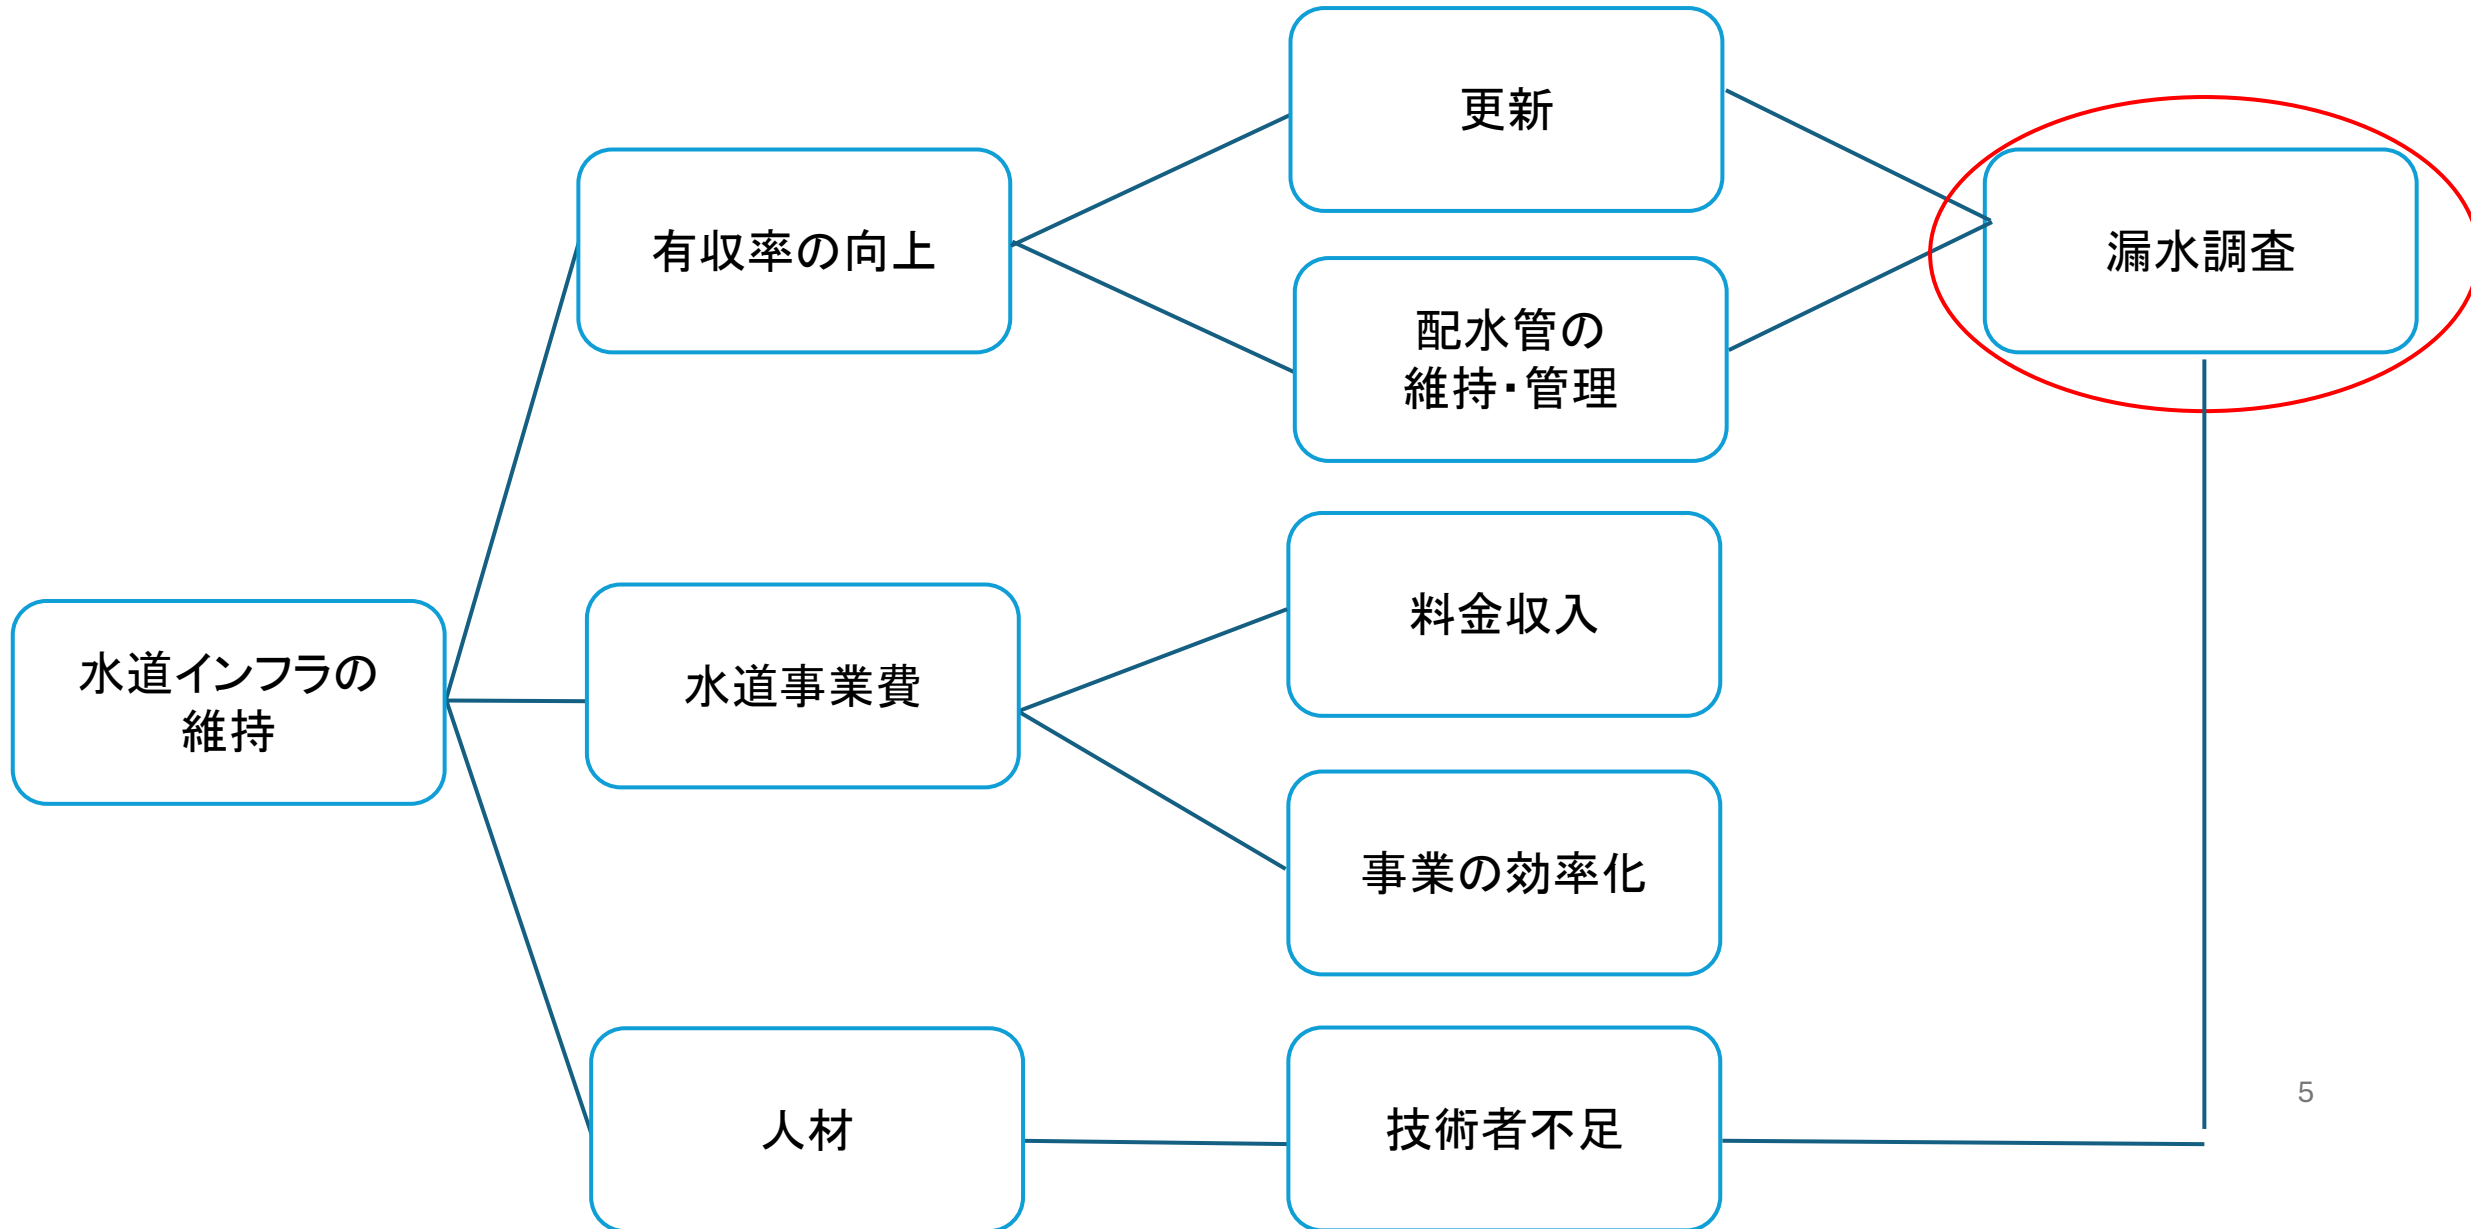 更新
有収率の向上
漏水調査
配水管の
維持・管理
料金収入
水道インフラの
維持
水道事業費
事業の効率化
人材
技術者不足
5